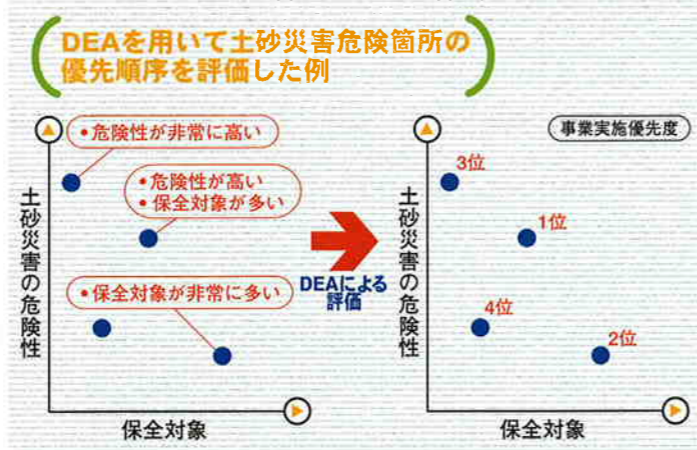 DEAを用いて土砂災害危険箇所の
優先順序を評価した例
•危険性が非常に高い
•危険性が高い
•保全対象が多い
•保全対象が非常に多い
土砂災害の危険性
保全対象
DEAによる
評価
事業実施優先度
3位
1位
4位
2位
土砂災害の危険性
保全対象